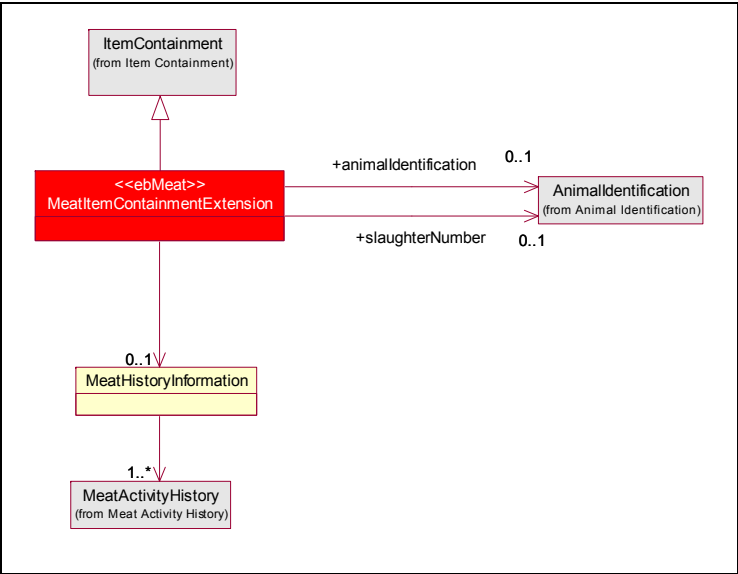 ItemContainment
(from Item Containment)
+animalIdentification
0..1
<<ebMeat>>
MeatItemContainmentExtension
AnimalIdentification
(from Animal Identification)
+slaughterNumber
0..1
0..1
MeatHistoryInformation
1..*
MeatActivityHistory
(from Meat Activity History)